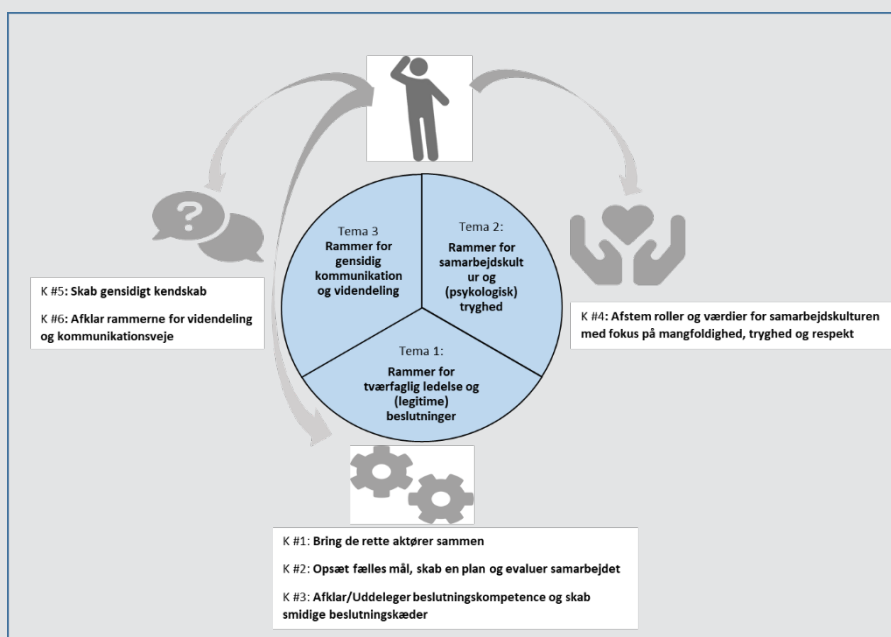 ?
Tema 3
Rammer for
gensidig
kommunikation
og videndeling
Tema 2:
Rammer for
samarbejdskult
ur og
(psykologisk)
tryghed
Tema 1:
Rammer for
tværfaglig ledelse og
(legitime)
beslutninger
K #5: Skab gensidigt kendskab
K #6: Afklar rammerne for videndeling
og kommunikationsveje
K #4: Afstem roller og værdier for samarbejdskulturen
med fokus på mangfoldighed, tryghed og respekt
K #1: Bring de rette aktører sammen
K #2: Opsæt fælles mål, skab en plan og evaluer samarbejdet
K #3: Afklar/Uddeleger beslutningskompetence og skab
smidige beslutningskæder